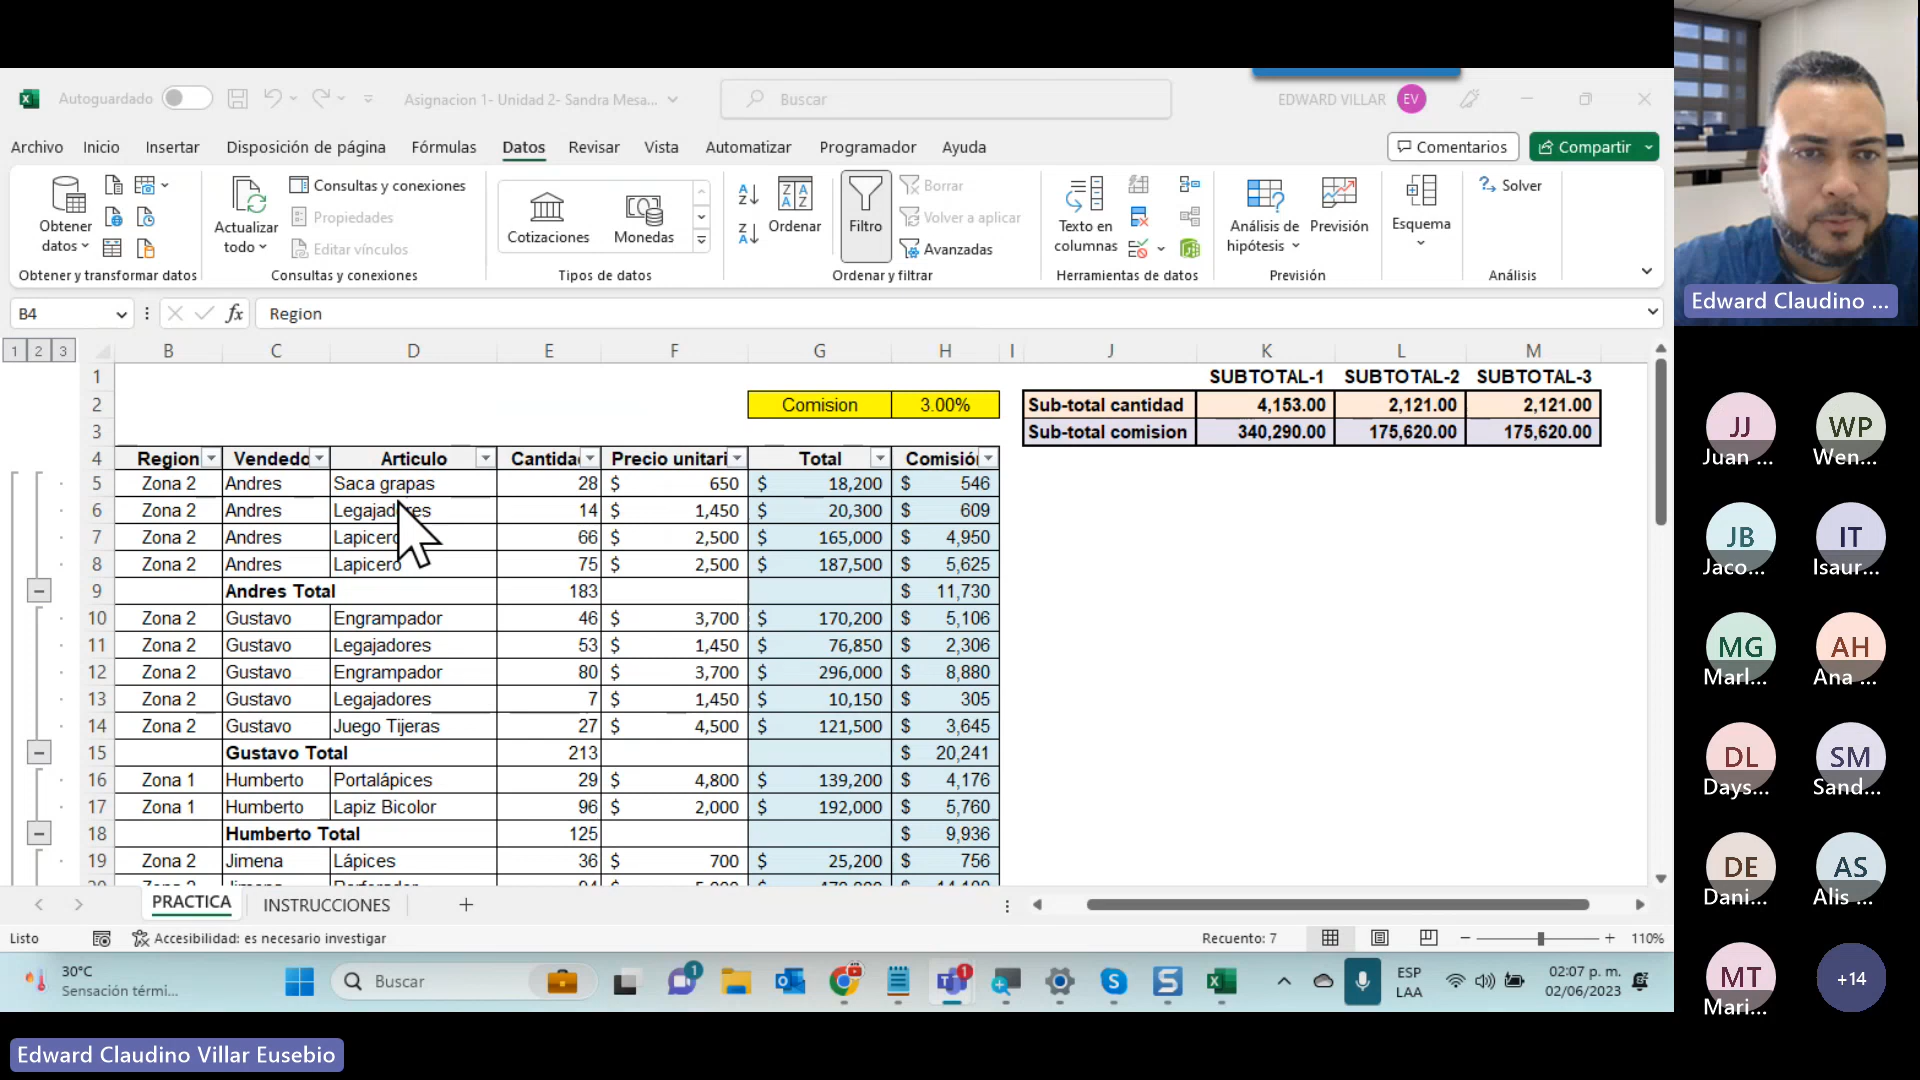 Autoguardado
Asignacion 1- Unidad 2- Sandra Mesa...
Buscar
EDWARD VILLAR
EV
Archivo Inicio Insertar Disposición de página Fórmulas Datos Revisar Vista Automatizar Programador Ayuda
Comentarios
Compartir
Obtener datos
Actualizar todo
Consultas y conexiones
Propiedades
Editar vínculos
Cotizaciones
Monedas
Ordenar
Filtro
Borrar
Volver a aplicar
Avanzadas
Texto en columnas
Análisis de hipótesis
Previsión
Esquema
Solver
Obtener y transformar datos
Consultas y conexiones
Tipos de datos
Ordenar y filtrar
Herramientas de datos
Previsión
Análisis
B4
fx
Region
1 2 3
B C D E F G H I J K L M
1 SUBTOTAL-1 SUBTOTAL-2 SUBTOTAL-3
2 Comision 3.00% Sub-total cantidad 4,153.00 2,121.00 2,121.00
3 Sub-total comision 340,290.00 175,620.00 175,620.00
4 Region Vendedo Articulo Cantida Precio unitari Total Comisió
5 Zona 2 Andres Saca grapas 28 $ 650 $ 18,200 $ 546
6 Zona 2 Andres Legajadores 14 $ 1,450 $ 20,300 $ 609
7 Zona 2 Andres Lapicero 66 $ 2,500 $ 165,000 $ 4,950
8 Zona 2 Andres Lapicero 75 $ 2,500 $ 187,500 $ 5,625
9 Andres Total 183 $ 11,730
10 Zona 2 Gustavo Engrampador 46 $ 3,700 $ 170,200 $ 5,106
11 Zona 2 Gustavo Legajadores 53 $ 1,450 $ 76,850 $ 2,306
12 Zona 2 Gustavo Engrampador 80 $ 3,700 $ 296,000 $ 8,880
13 Zona 2 Gustavo Legajadores 7 $ 1,450 $ 10,150 $ 305
14 Zona 2 Gustavo Juego Tijeras 27 $ 4,500 $ 121,500 $ 3,645
15 Gustavo Total 213 $ 20,241
16 Zona 1 Humberto Portalápices 29 $ 4,800 $ 139,200 $ 4,176
17 Zona 1 Humberto Lapiz Bicolor 96 $ 2,000 $ 192,000 $ 5,760
18 Humberto Total 125 $ 9,936
19 Zona 2 Jimena Lápices 36 $ 700 $ 25,200 $ 756
PRACTICA INSTRUCCIONES
Listo
Accesibilidad: es necesario investigar
Recuento: 7
110%
30°C
Sensación térmi...
Buscar
1
1
ESP
LAA
02:07 p. m.
02/06/2023
Edward Claudino Villar Eusebio
Edward Claudino ...
JJ WP
Juan ... Wen...
JB IT
Jaco... Isaur...
MG AH
Marl... Ana ...
DL SM
Days... Sand...
DE AS
Dani... Alis ...
MT +14
Mari...